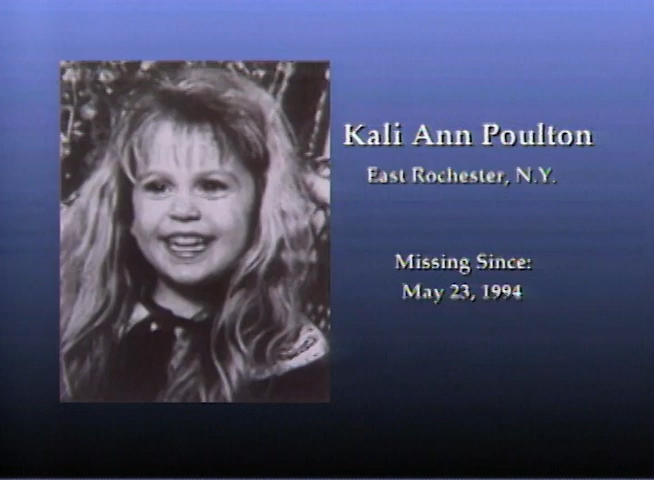 Kali Ann Poulton
East Rochester, N.Y.
Missing Since:
May 23, 1994